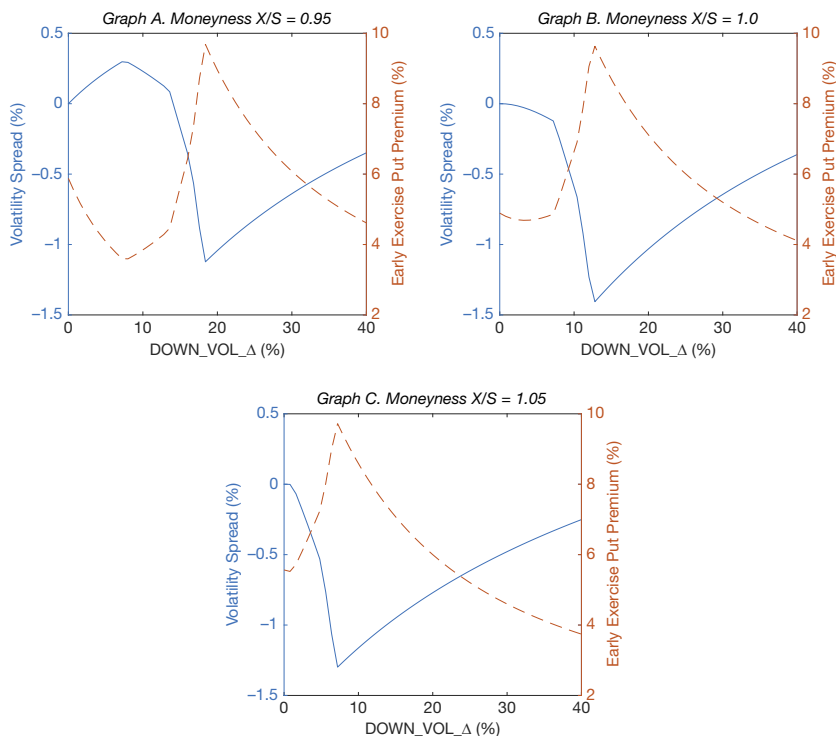 Graph A. Moneyness X/S = 0.95
0.5
0
−0.5
−1
−1.5
Volatility Spread (%)
10
8
6
4
2
Early Exercise Put Premium (%)
0 10 20 30 40
DOWN_VOL_Δ (%)
Graph B. Moneyness X/S = 1.0
0.5
0
−0.5
−1
−1.5
Volatility Spread (%)
10
8
6
4
2
Early Exercise Put Premium (%)
0 10 20 30 40
DOWN_VOL_Δ (%)
Graph C. Moneyness X/S = 1.05
0.5
0
−0.5
−1
−1.5
Volatility Spread (%)
10
8
6
4
2
Early Exercise Put Premium (%)
0 10 20 30 40
DOWN_VOL_Δ (%)